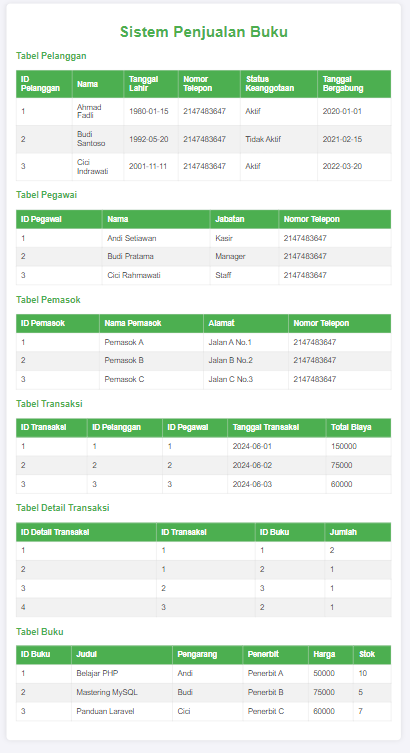 Sistem Penjualan Buku
Tabel Pelanggan
ID Pelanggan Nama Tanggal Lahir Nomor Telepon Status Keanggotaan Tanggal Bergabung
1 Ahmad Fadli 1980-01-15 2147483647 Aktif 2020-01-01
2 Budi Santoso 1992-05-20 2147483647 Tidak Aktif 2021-02-15
3 Cici Indrawati 2001-11-11 2147483647 Aktif 2022-03-20
Tabel Pegawai
ID Pegawai Nama Jabatan Nomor Telepon
1 Andi Setiawan Kasir 2147483647
2 Budi Pratama Manager 2147483647
3 Cici Rahmawati Staff 2147483647
Tabel Pemasok
ID Pemasok Nama Pemasok Alamat Nomor Telepon
1 Pemasok A Jalan A No.1 2147483647
2 Pemasok B Jalan B No.2 2147483647
3 Pemasok C Jalan C No.3 2147483647
Tabel Transaksi
ID Transaksi ID Pelanggan ID Pegawai Tanggal Transaksi Total Biaya
1 1 1 2024-06-01 150000
2 2 2 2024-06-02 75000
3 3 3 2024-06-03 60000
Tabel Detail Transaksi
ID Detail Transaksi ID Transaksi ID Buku Jumlah
1 1 1 2
2 1 2 1
3 2 3 1
4 3 2 1
Tabel Buku
ID Buku Judul Pengarang Penerbit Harga Stok
1 Belajar PHP Andi Penerbit A 50000 10
2 Mastering MySQL Budi Penerbit B 75000 5
3 Panduan Laravel Cici Penerbit C 60000 7